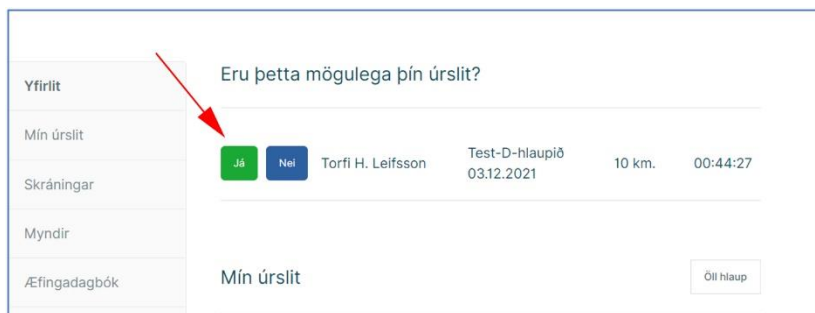 Yfirlit
Mín úrslit
Skráningar
Myndir
Æfingadagbók
Eru þetta mögulega þín úrslit?
Já Nei Torfi H. Leifsson Test-D-hlaupið 10 km. 00:44:27
03.12.2021
Mín úrslit Öll hlaup